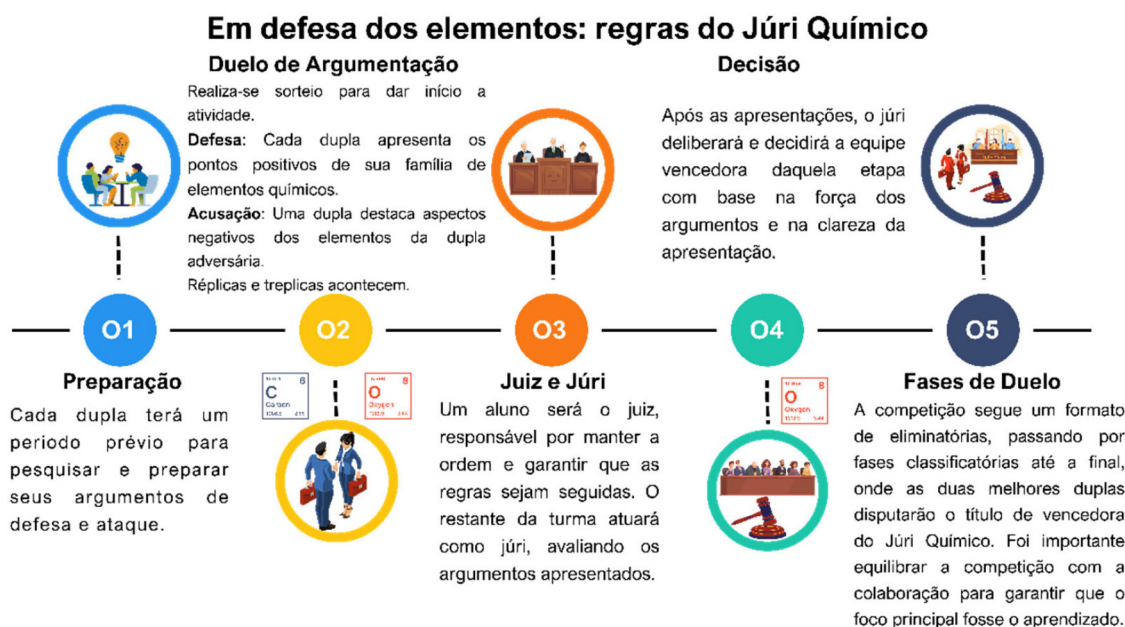 Em defesa dos elementos: regras do Júri Químico
Duelo de Argumentação
Realiza-se sorteio para dar início a
atividade.
Defesa: Cada dupla apresenta os
pontos positivos de sua família de
elementos químicos.
Acusação: Uma dupla destaca aspectos
negativos dos elementos da dupla
adversária.
Réplicas e treplicas acontecem.
Decisão
Após as apresentações, o júri
deliberará e decidirá a equipe
vencedora daquela etapa
com base na força dos
argumentos e na clareza da
apresentação.
01
02
03
04
05
Preparação
Cada dupla terá um
periodo prévio para
pesquisar e preparar
seus argumentos de
defesa e ataque.
6
C
Carbon
8
O
Oxygen
Juiz e Júri
Um aluno será o juiz,
responsável por manter a
ordem e garantir que as
regras sejam seguidas. O
restante da turma atuará
como júri, avaliando os
argumentos apresentados.
8
O
Oxygen
Fases de Duelo
A competição segue um formato
de eliminatórias, passando por
fases classificatórias até a final,
onde as duas melhores duplas
disputarão o título de vencedora
do Júri Químico. Foi importante
equilibrar a competição com a
colaboração para garantir que o
foco principal fosse o aprendizado.